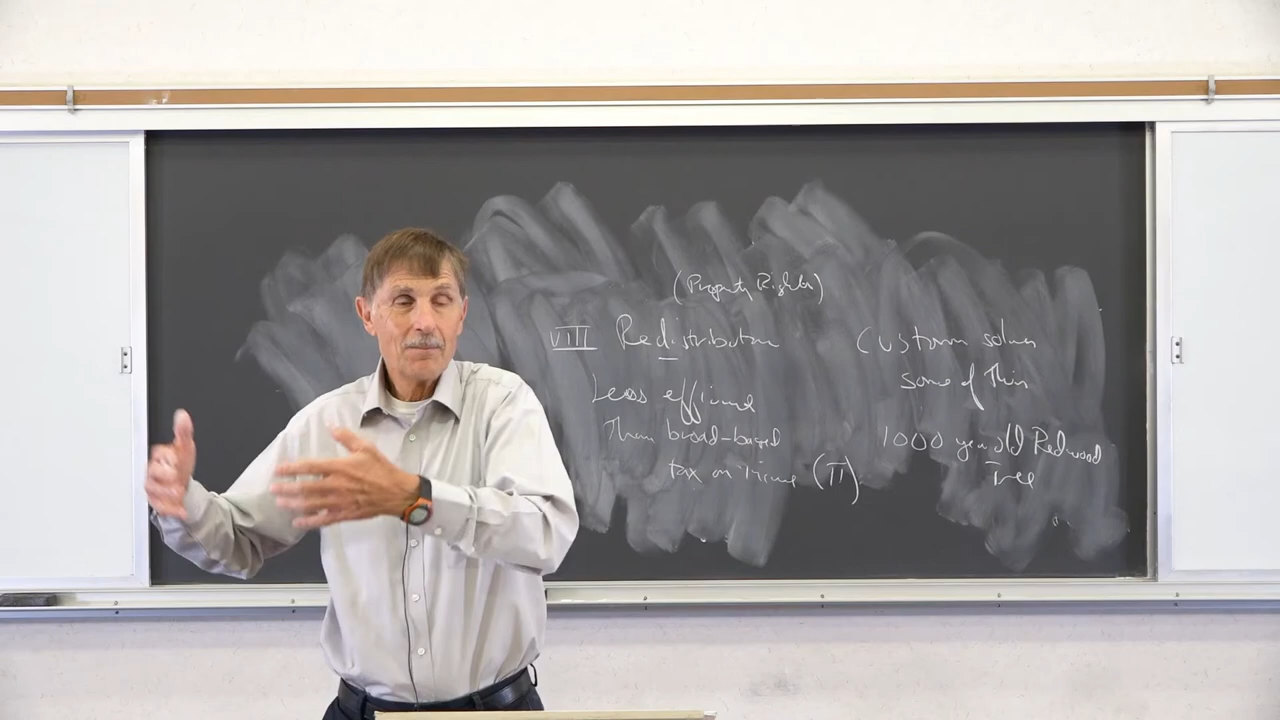 (Property Rights)
VIII Redistribution
Less efficient
Than broad-based
tax on income (II)
Custom solves
some of This
1000 year old Redwood
Tree